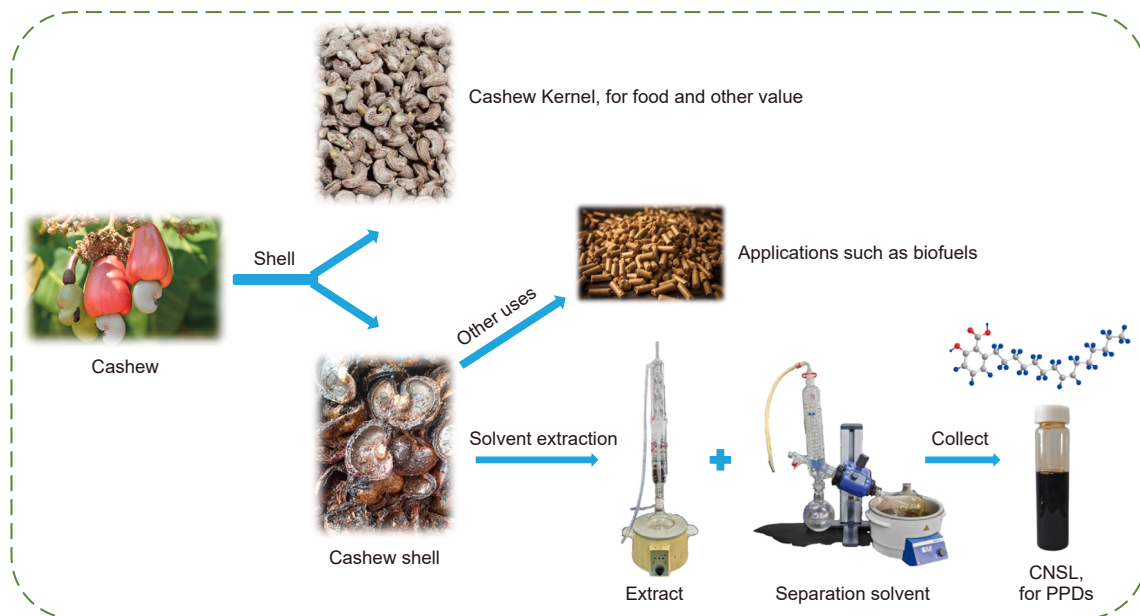 Cashew Kernel, for food and other value
Shell
Cashew
Other uses
Applications such as biofuels
Solvent extraction
Collect
Cashew shell
Extract
Separation solvent
CNSL,
for PPDs